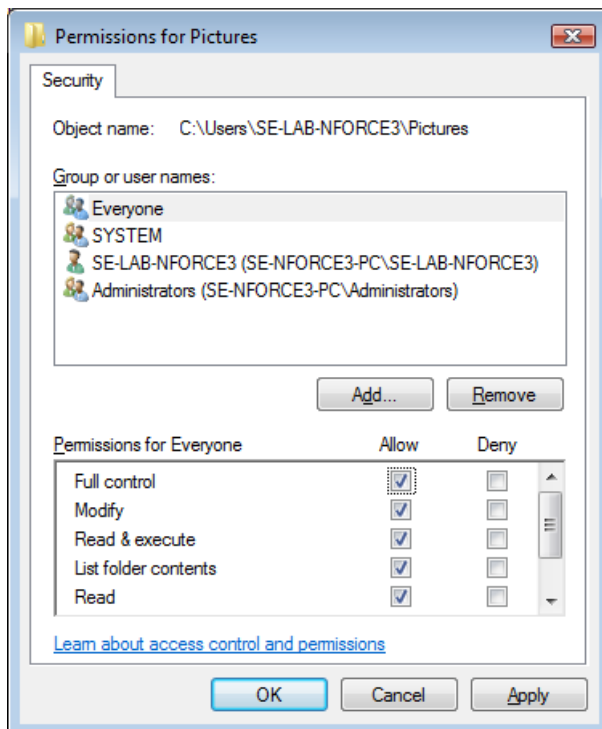 Permissions for Pictures
Security
Object name: C:\Users\SE-LAB-NFORCE3\Pictures
Group or user names:
Everyone
SYSTEM
SE-LAB-NFORCE3 (SE-NFORCE3-PC\SE-LAB-NFORCE3)
Administrators (SE-NFORCE3-PC\Administrators)
Add... Remove
Permissions for Everyone Allow Deny
Full control
Modify
Read & execute
List folder contents
Read
Learn about access control and permissions
OK Cancel Apply